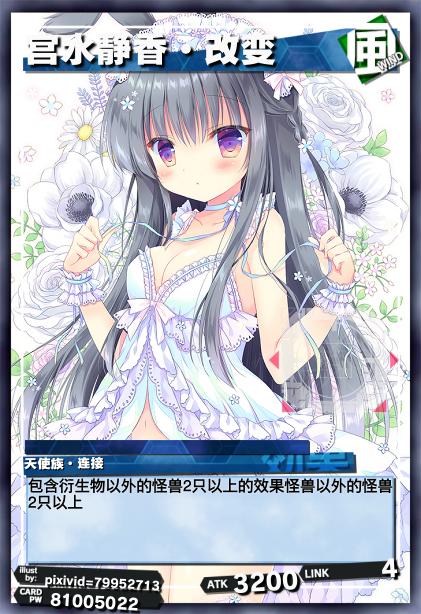 宫水静香·改变
風
WIND
天使族·连接
包含衍生物以外的怪兽2只以上的效果怪兽以外的怪兽
2只以上
illust by: pixivid=79952713
ATK 3200 LINK 4
CARD PW 81005022